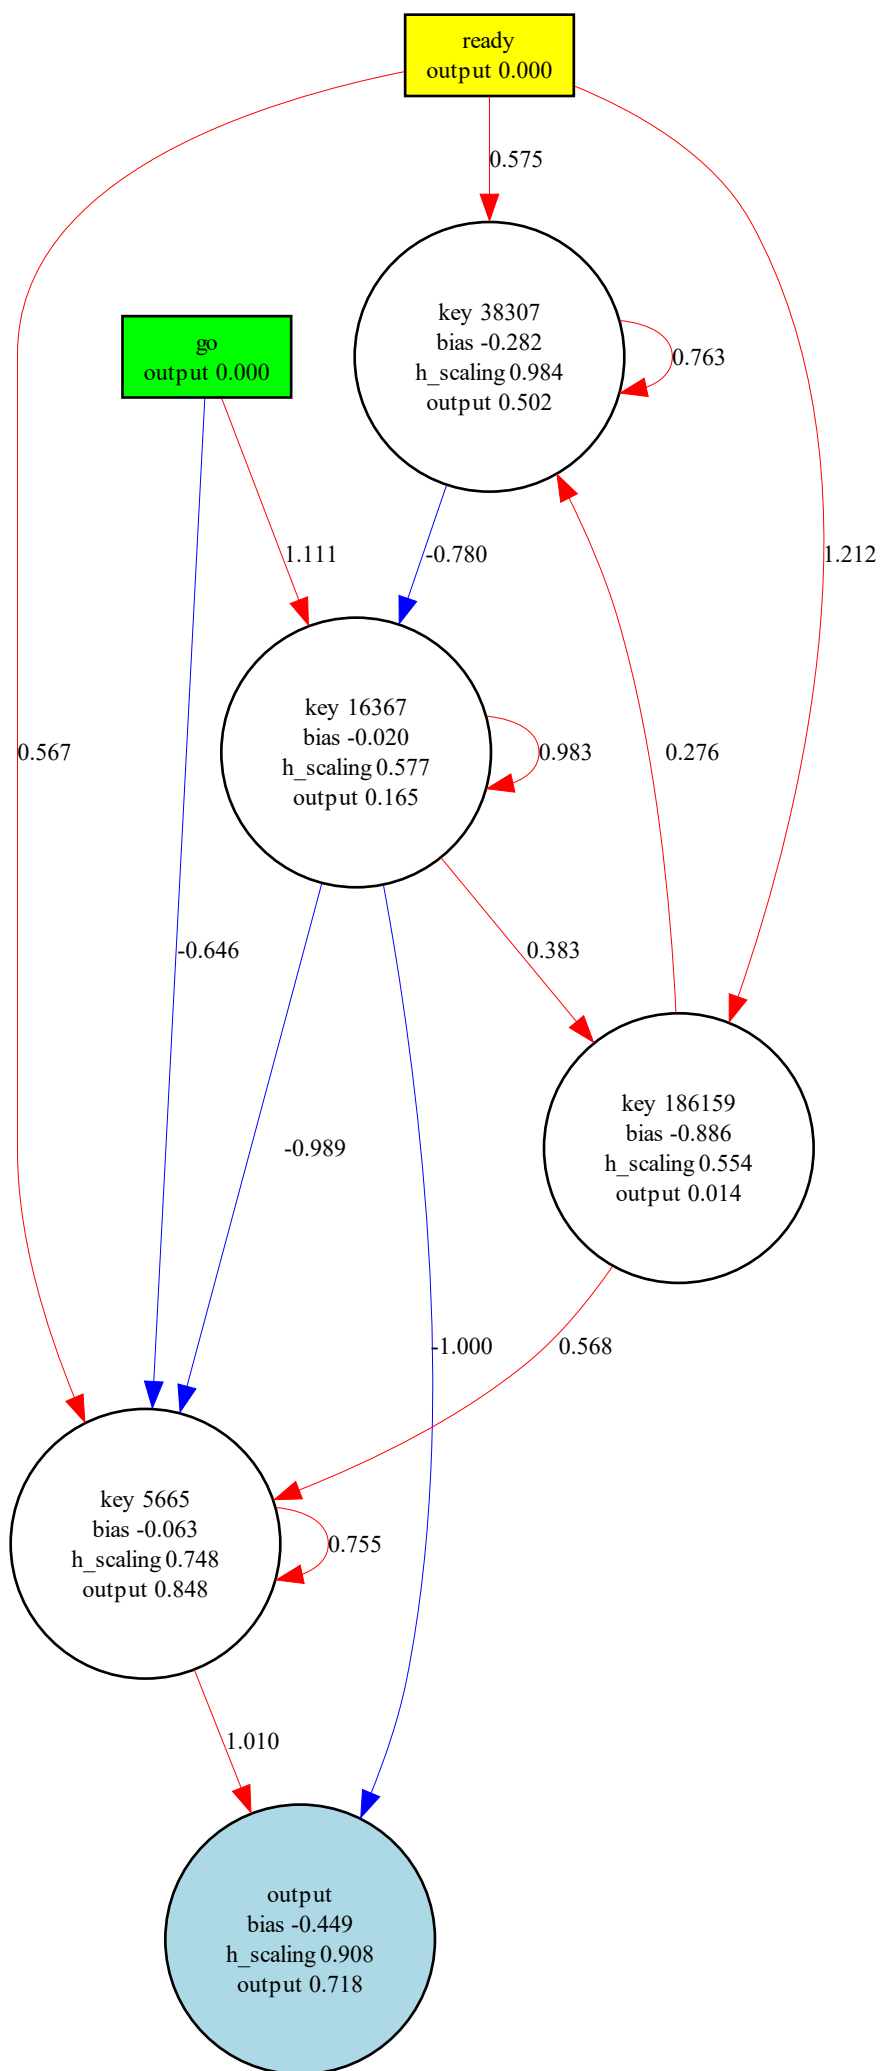 ready
output 0.000
0.575
key 38307
bias -0.282
h_scaling 0.984
output 0.502
0.763
go
output 0.000
1.111
-0.780
1.212
key 16367
bias -0.020
h_scaling 0.577
output 0.165
0.983
0.567
0.276
-0.646
0.383
key 186159
bias -0.886
h_scaling 0.554
output 0.014
-0.989
-1.000
0.568
key 5665
bias -0.063
h_scaling 0.748
output 0.848
0.755
1.010
output
bias -0.449
h_scaling 0.908
output 0.718